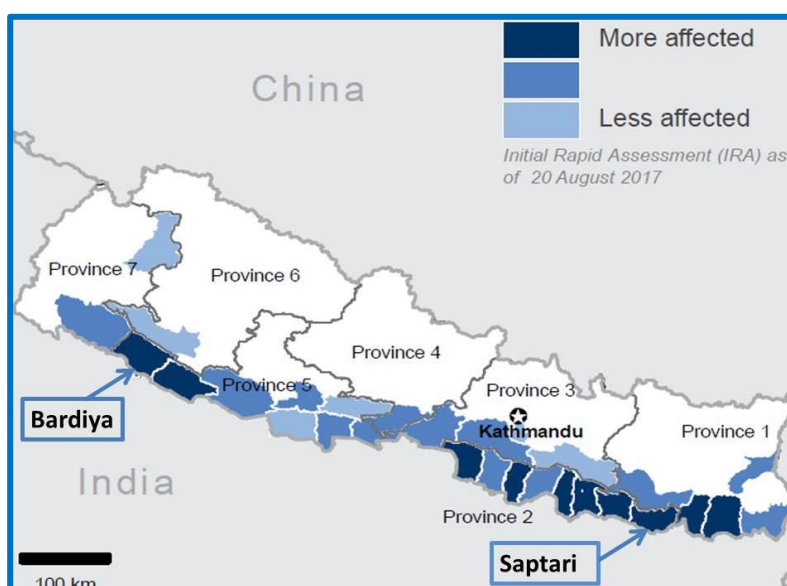 More affected
Less affected
Initial Rapid Assessment (IRA) as
of 20 August 2017
China
Province 7
Province 6
Province 4
Province 5
Province 3
Kathmandu
Province 1
Bardiya
India
Province 2
Saptari
100 km